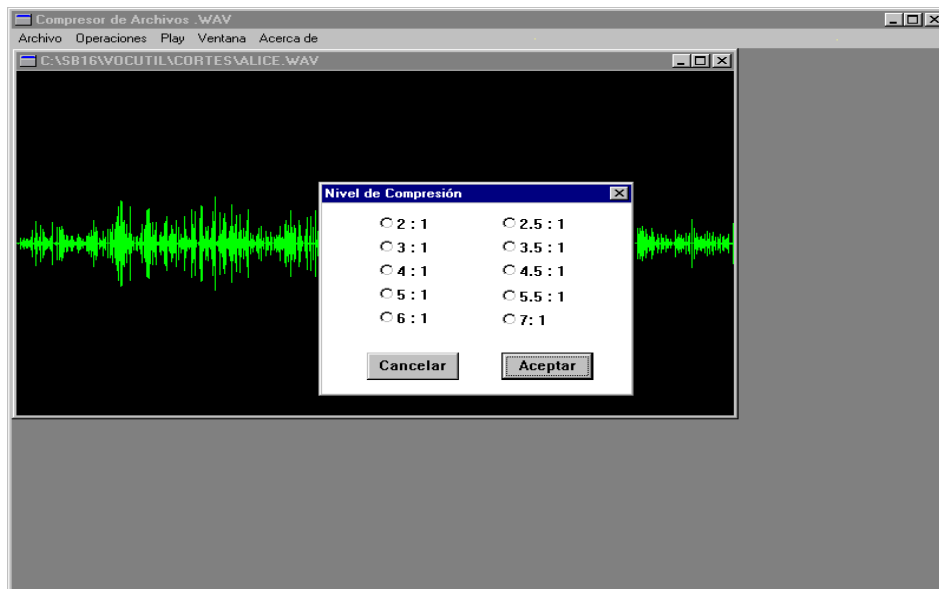 Compresor de Archivos .WAV
Archivo Operaciones Play Ventana Acerca de
C:\SB16\VOCUTIL\CORTES\ALICE.WAV
Nivel de Compresión
2 : 1 2.5 : 1
3 : 1 3.5 : 1
4 : 1 4.5 : 1
5 : 1 5.5 : 1
6 : 1 7: 1
Cancelar Aceptar